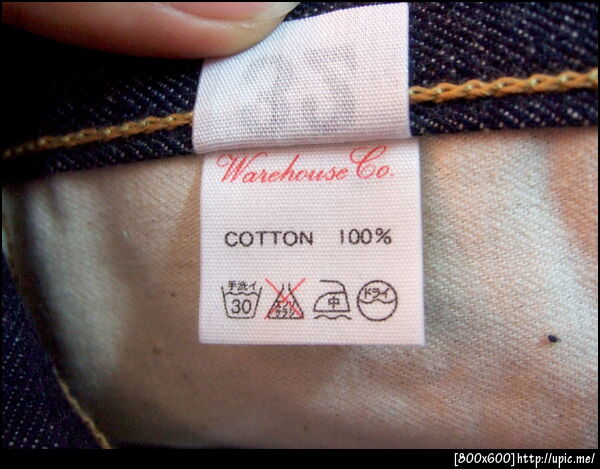 Warehouse Co.
COTTON 100%
手洗イ
30
エンソ
サラシ
中
ドライ
[800x600]http://upic.me/